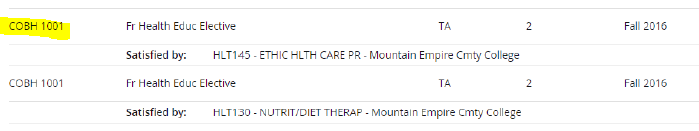 COBH 1001 Fr Health Educ Elective TA 2 Fall 2016
Satisfied by: HLT145 - ETHIC HLTH CARE PR - Mountain Empire Cmty College
COBH 1001 Fr Health Educ Elective TA 2 Fall 2016
Satisfied by: HLT130 - NUTRIT/DIET THERAP - Mountain Empire Cmty College